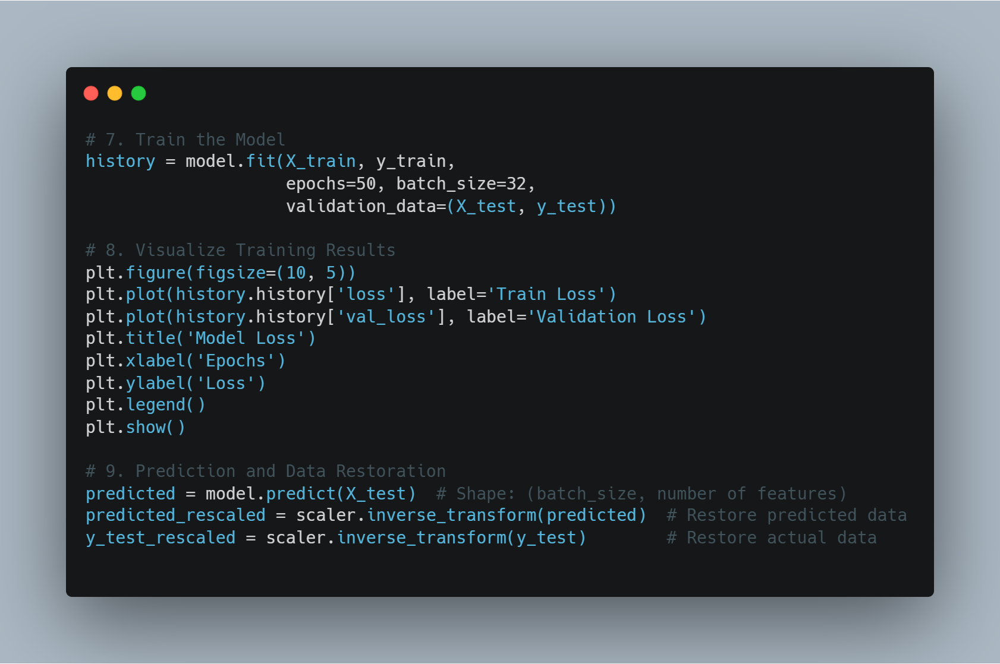 # 7. Train the Model
history = model.fit(X_train, y_train,
                    epochs=50, batch_size=32,
                    validation_data=(X_test, y_test))
# 8. Visualize Training Results
plt.figure(figsize=(10, 5))
plt.plot(history.history['loss'], label='Train Loss')
plt.plot(history.history['val_loss'], label='Validation Loss')
plt.title('Model Loss')
plt.xlabel('Epochs')
plt.ylabel('Loss')
plt.legend()
plt.show()
# 9. Prediction and Data Restoration
predicted = model.predict(X_test)  # Shape: (batch_size, number of features)
predicted_rescaled = scaler.inverse_transform(predicted)  # Restore predicted data
y_test_rescaled = scaler.inverse_transform(y_test)        # Restore actual data